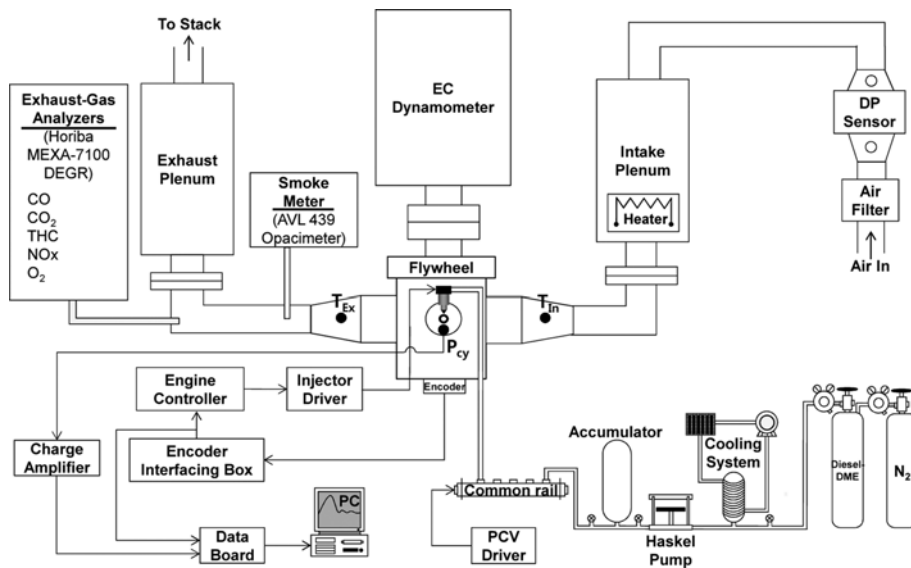 To Stack
Exhaust-Gas
Analyzers
(Horiba
MEXA-7100
DEGR)
CO
CO₂
THC
NOx
O₂
Exhaust
Plenum
Smoke
Meter
(AVL 439
Opacimeter)
EC
Dynamometer
Intake
Plenum
Heater
DP
Sensor
Air
Filter
Air In
Flywheel
T_Ex
T_In
P_cy
Encoder
Engine
Controller
Injector
Driver
Charge
Amplifier
Encoder
Interfacing Box
PC
Data
Board
PCV
Driver
Common rail
Accumulator
Haskel
Pump
Cooling
System
Diesel-
DME
N₂